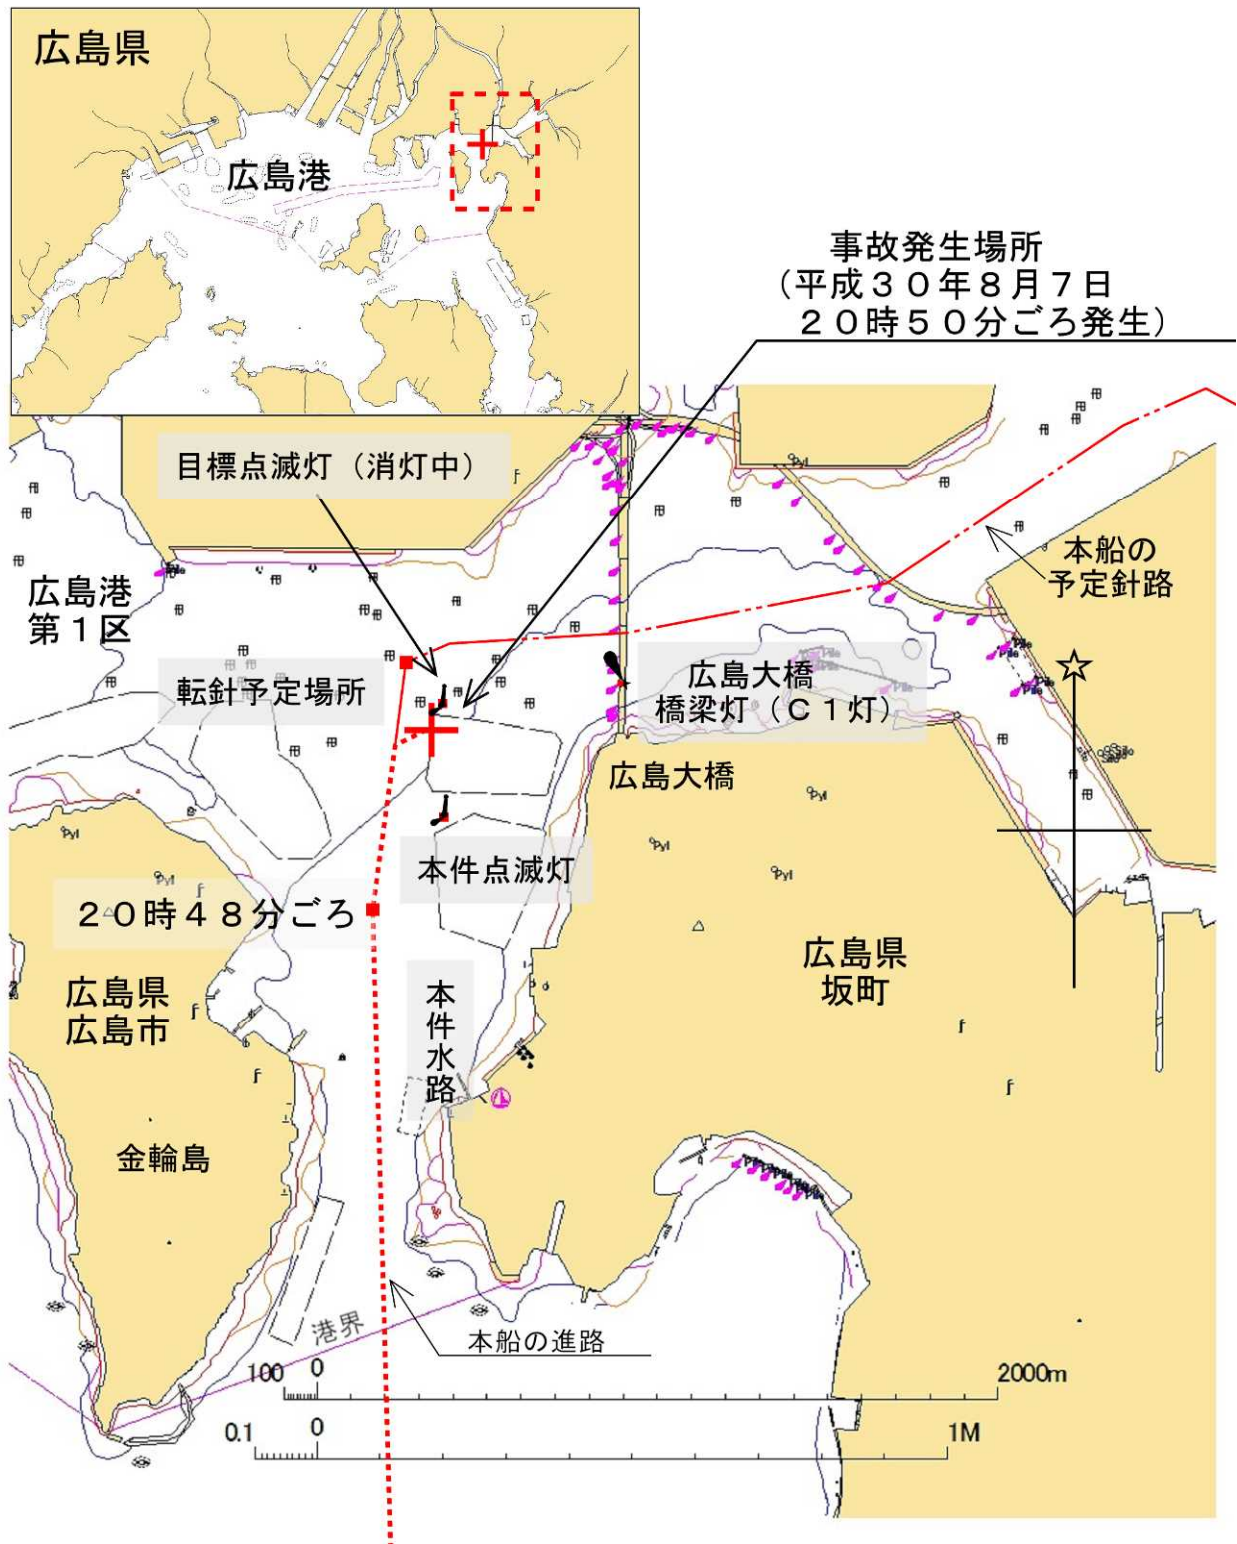 広島県
広島港
事故発生場所
(平成30年8月7日
20時50分ごろ発生)
目標点滅灯(消灯中)
本船の
予定針路
広島港
第1区
転針予定場所
広島大橋
橋梁灯(C1灯)
広島大橋
本件点滅灯
20時48分ごろ
広島県
坂町
広島県
広島市
本件水路
金輪島
港界
本船の進路
100 0 2000m
0.1 0 1M